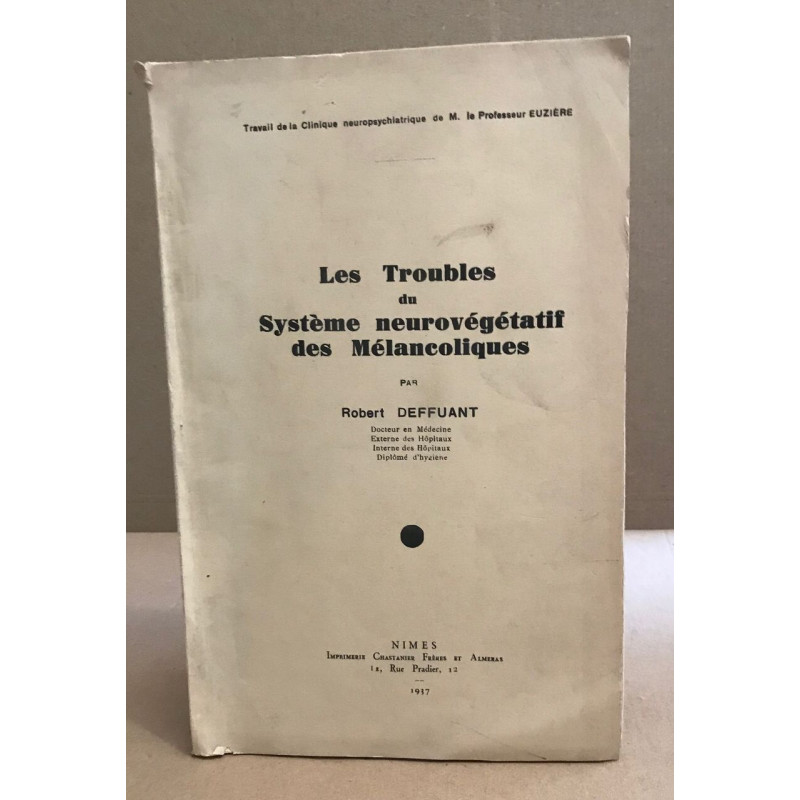 Travail de la Clinique neuropsychiatrique de M. le Professeur EUZIÈRE
Les Troubles
du
Système neurovégétatif
des Mélancoliques
PAR
Robert DEFFUANT
Docteur en Médecine
Externe des Hôpitaux
Interne des Hôpitaux
Diplômé d'hygiène
NIMES
IMPRIMERIE CHASTANIER FRÈRES ET ALMERAS
12, Rue Pradier, 12
1937